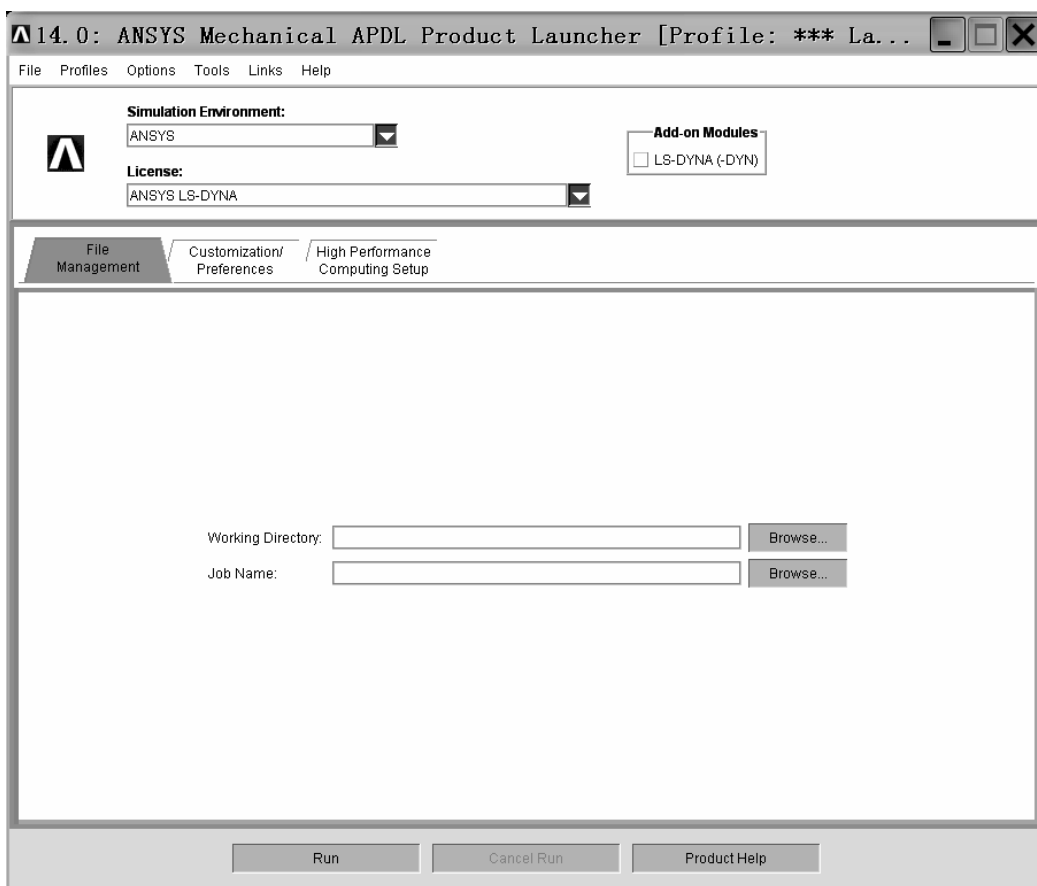 14.0: ANSYS Mechanical APDL Product Launcher [Profile: *** La...
File Profiles Options Tools Links Help
Simulation Environment:
ANSYS
Add-on Modules
LS-DYNA (-DYN)
License:
ANSYS LS-DYNA
File
Management
Customization/
Preferences
High Performance
Computing Setup
Working Directory: Browse...
Job Name: Browse...
Run Cancel Run Product Help